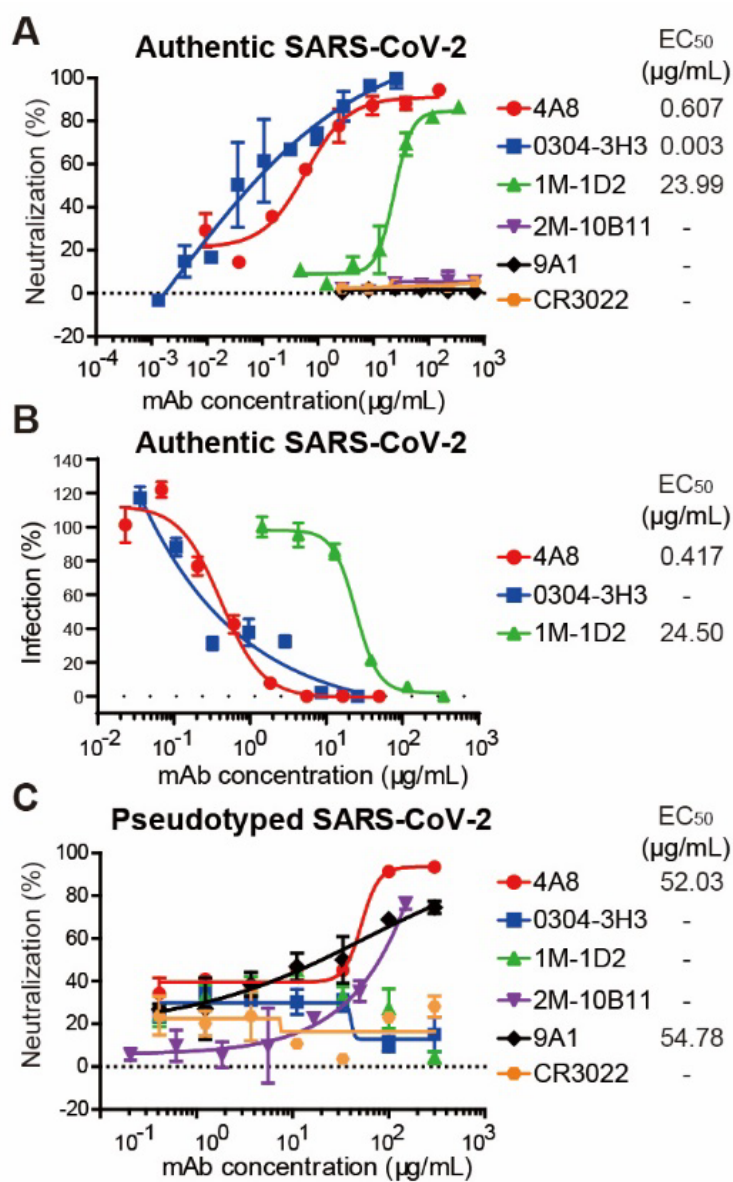 A
Authentic SARS-CoV-2
EC50
(µg/mL)
Neutralization (%)
100
80
60
40
20
0
-20
10-4
10-3
10-2
10-1
100
101
102
103
mAb concentration(µg/mL)
4A8 0.607
0304-3H3 0.003
1M-1D2 23.99
2M-10B11 -
9A1 -
CR3022 -
B
Authentic SARS-CoV-2
EC50
(µg/mL)
Infection (%)
140
120
100
80
60
40
20
0
10-2
10-1
100
101
102
103
mAb concentration (µg/mL)
4A8 0.417
0304-3H3 -
1M-1D2 24.50
C
Pseudotyped SARS-CoV-2
EC50
(µg/mL)
Neutralization (%)
100
80
60
40
20
0
-20
10-1
100
101
102
103
mAb concentration (µg/mL)
4A8 52.03
0304-3H3 -
1M-1D2 -
2M-10B11 -
9A1 54.78
CR3022 -